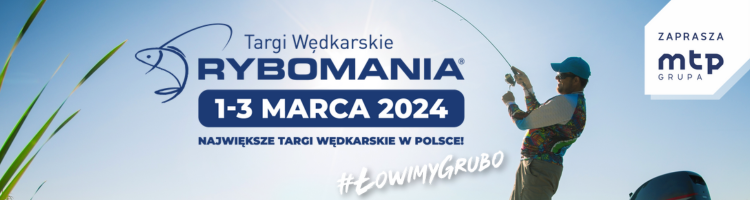 Targi Wędkarskie
RYBOMANIA®
1-3 MARCA 2024
NAJWIĘKSZE TARGI WĘDKARSKIE W POLSCE!
#ŁOWIMYGRUBO
ZAPRASZA
mtp
GRUPA